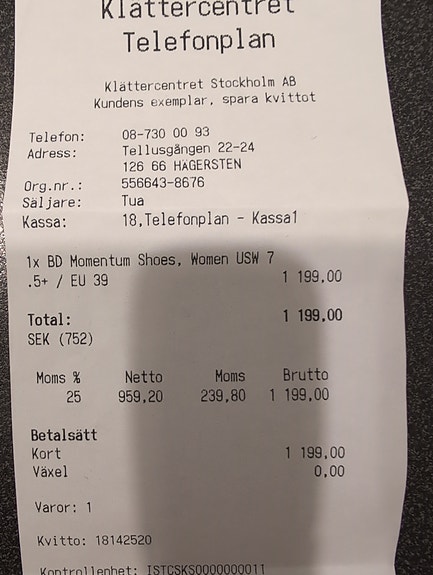 Klättercentret
Telefonplan
Klättercentret Stockholm AB
Kundens exemplar, spara kvittot
Telefon: 08-730 00 93
Adress: Tellusgången 22-24
126 66 HÄGERSTEN
Org.nr.: 556643-8676
Säljare: Tua
Kassa: 18,Telefonplan - Kassa1
1x BD Momentum Shoes, Women USW 7
.5+ / EU 39 1 199,00
Total: 1 199,00
SEK (752)
Moms % Netto Moms Brutto
25 959,20 239,80 1 199,00
Betalsätt
Kort 1 199,00
Växel 0,00
Varor: 1
Kvitto: 18142520
Kontrollenhet: ISTCSKS0000000011